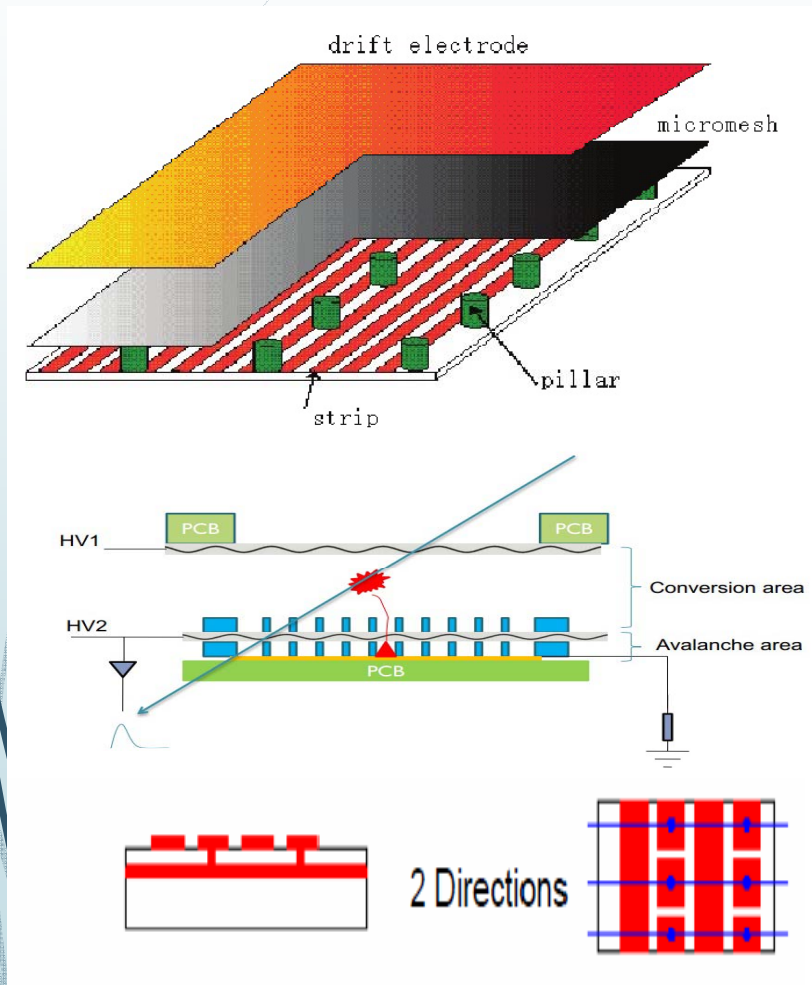 drift electrode
micromesh
pillar
strip
PCB
PCB
HV1
Conversion area
HV2
Avalanche area
PCB
2 Directions